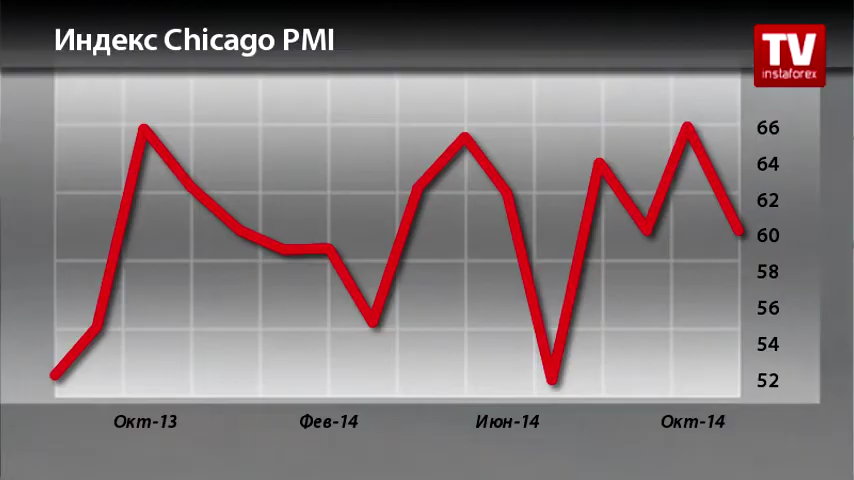 Индекс Chicago PMI
TV
instaforex
66
64
62
60
58
56
54
52
Окт-13
Фев-14
Июн-14
Окт-14